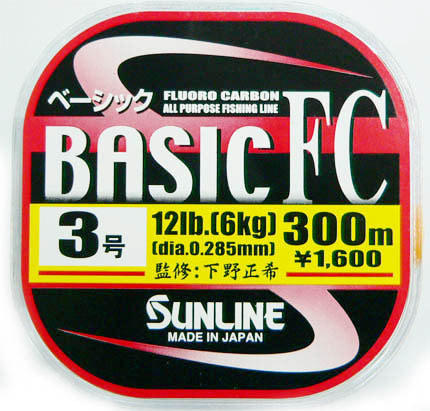 ベーシック FLUORO CARBON
ALL PURPOSE FISHING LINE
BASIC FC
3号
12lb.(6kg) 300m
(dia.0.285mm) ¥1,600
監修:下野正希
SUNLINE
MADE IN JAPAN